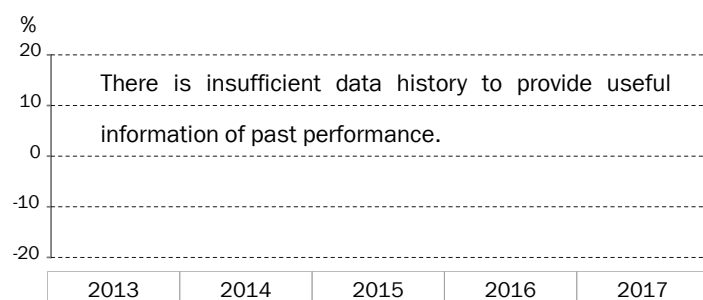 %
20
There is insufficient data history to provide useful
10
information of past performance.
0
-10
-20
2013 2014 2015 2016 2017